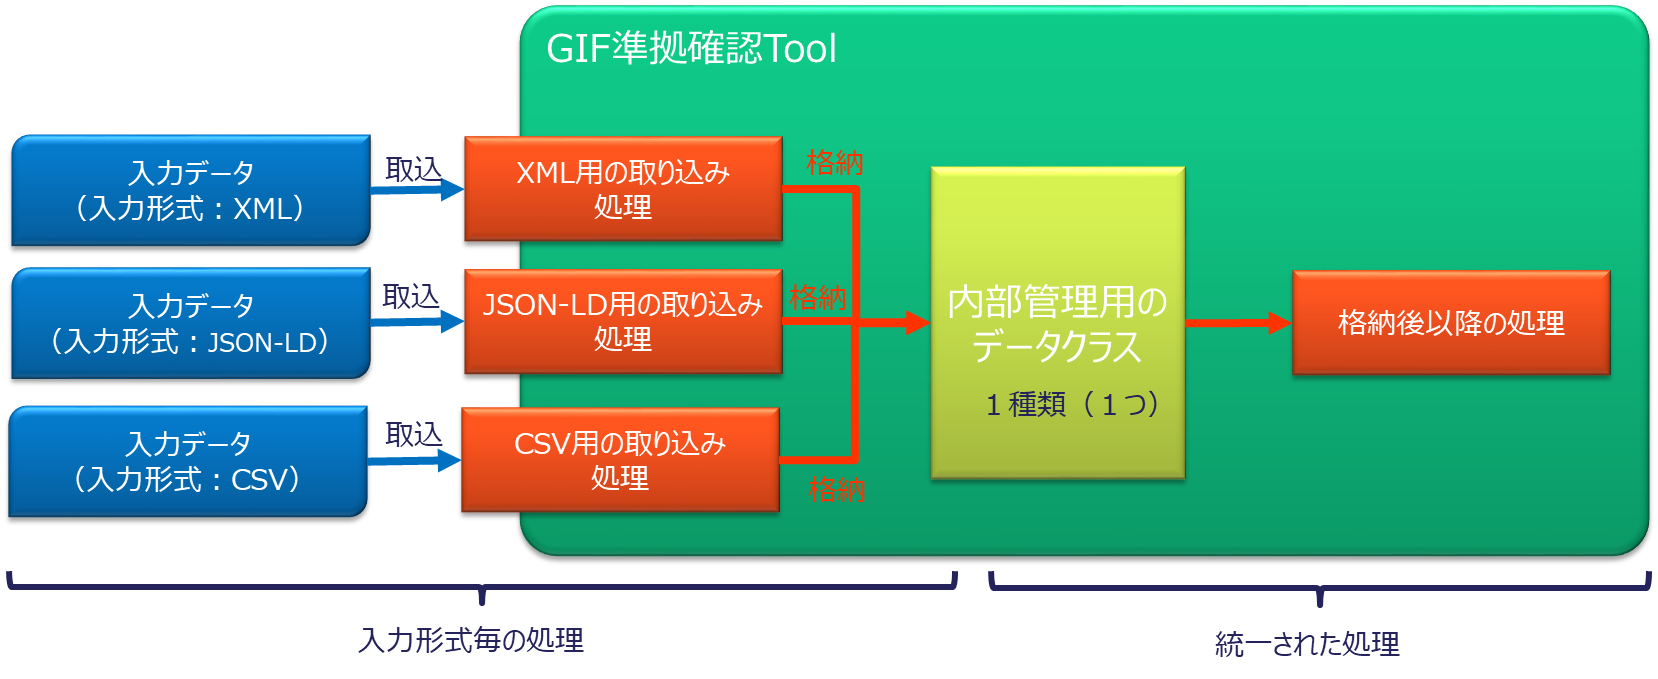 GIF準拠確認Tool
入力データ
（入力形式：XML）
取込
XML用の取り込み
処理
格納
入力データ
（入力形式：JSON-LD）
取込
JSON-LD用の取り込み
処理
格納
入力データ
（入力形式：CSV）
取込
CSV用の取り込み
処理
格納
内部管理用の
データクラス
１種類（１つ）
格納後以降の処理
入力形式毎の処理
統一された処理